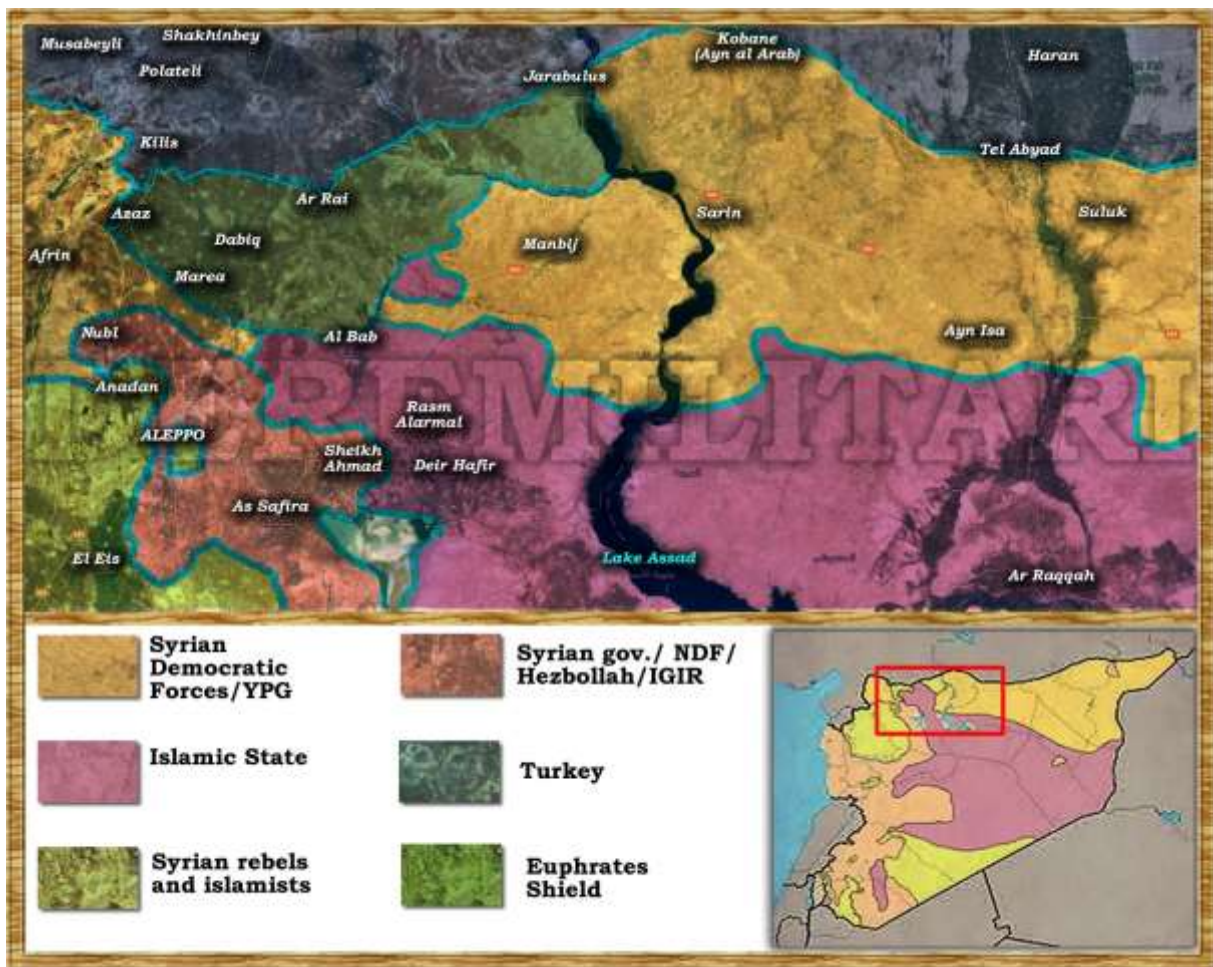 Musabeyli
Shakhinbey
Polateli
Kobane
(Ayn al Arab)
Haran
Jarabulus
Kilis
Tel Abyad
Azaz
Ar Rai
Sarin
Suluk
Afrin
Dabiq
Manbij
Marea
Nubl
Al Bab
Ayn Isa
Anadan
Rasm
Alarmal
ALEPPO
Sheikh
Ahmad
Deir Hafir
As Safira
El Eis
Lake Assad
Ar Raqqah
Syrian
Democratic
Forces/YPG
Syrian gov./ NDF/
Hezbollah/IGIR
Islamic State
Turkey
Syrian rebels
and islamists
Euphrates
Shield